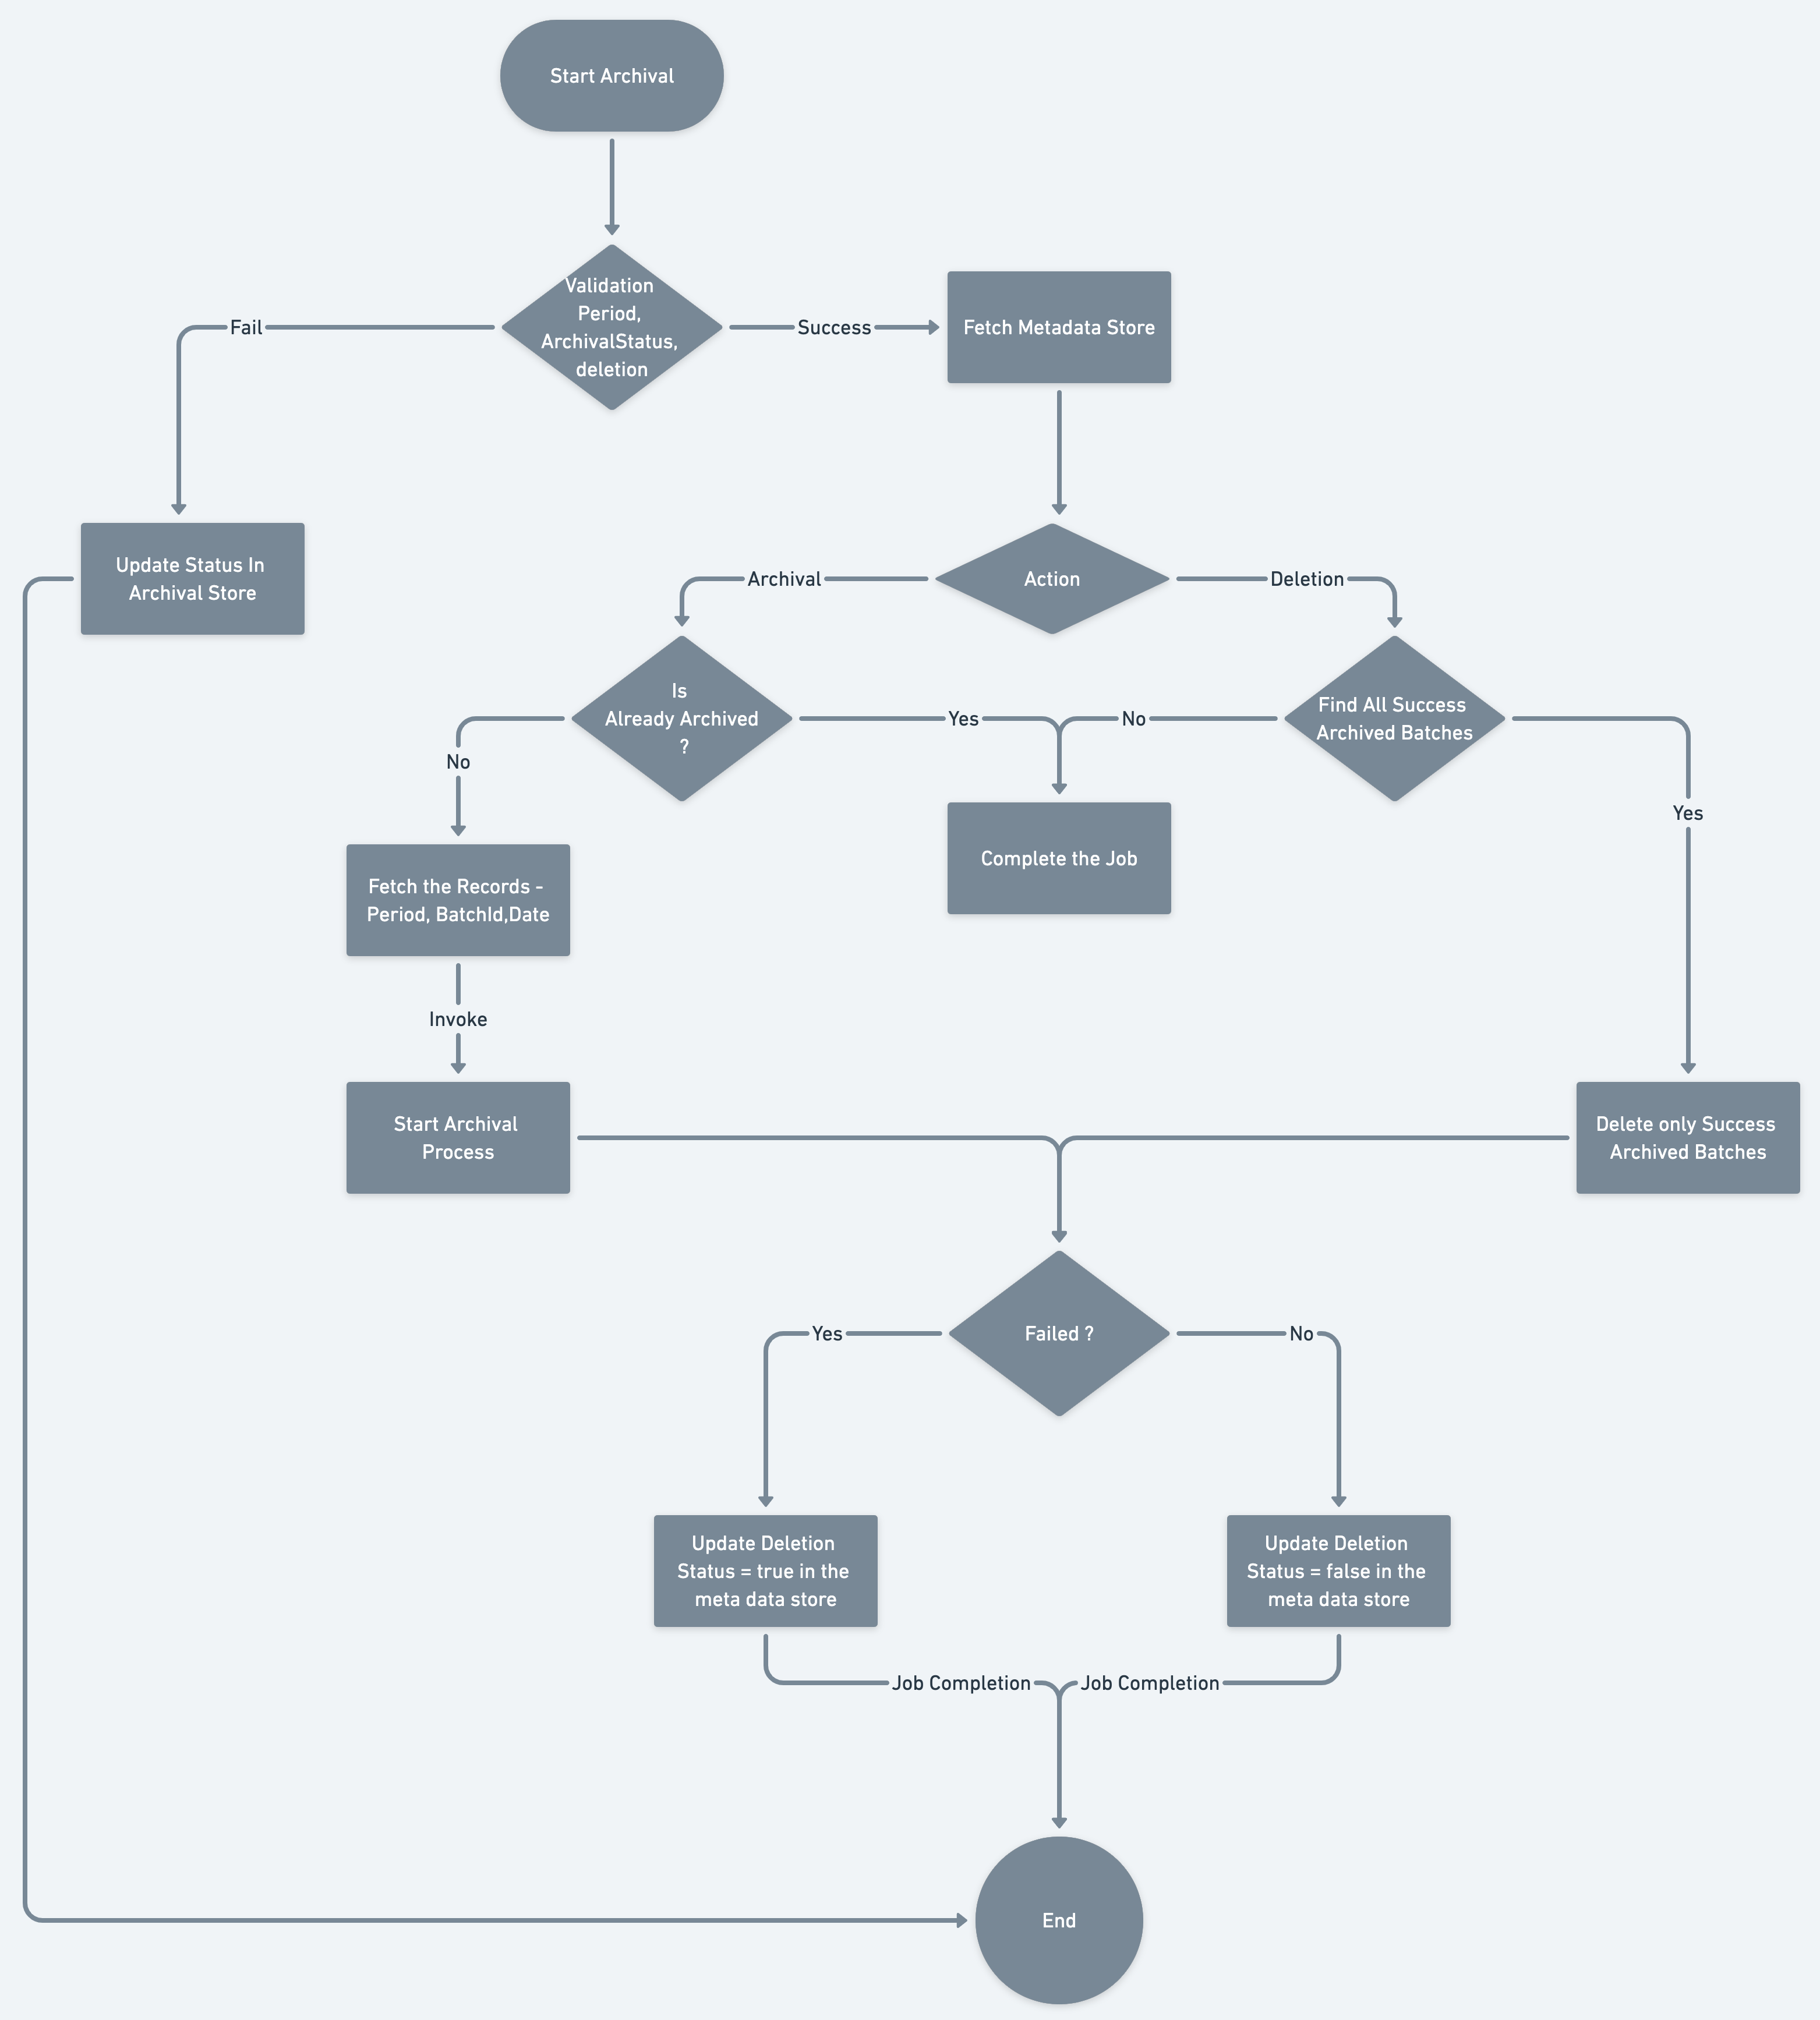 Start Archival
Validation
Period,
ArchivalStatus,
deletion
Fail
Success
Fetch Metadata Store
Update Status In
Archival Store
Archival
Action
Deletion
Is
Already Archived
?
Yes
No
Find All Success
Archived Batches
No
Yes
Complete the Job
Fetch the Records -
Period, BatchId,Date
Invoke
Start Archival
Process
Delete only Success
Archived Batches
Failed ?
Yes
No
Update Deletion
Status = true in the
meta data store
Update Deletion
Status = false in the
meta data store
Job Completion
Job Completion
End